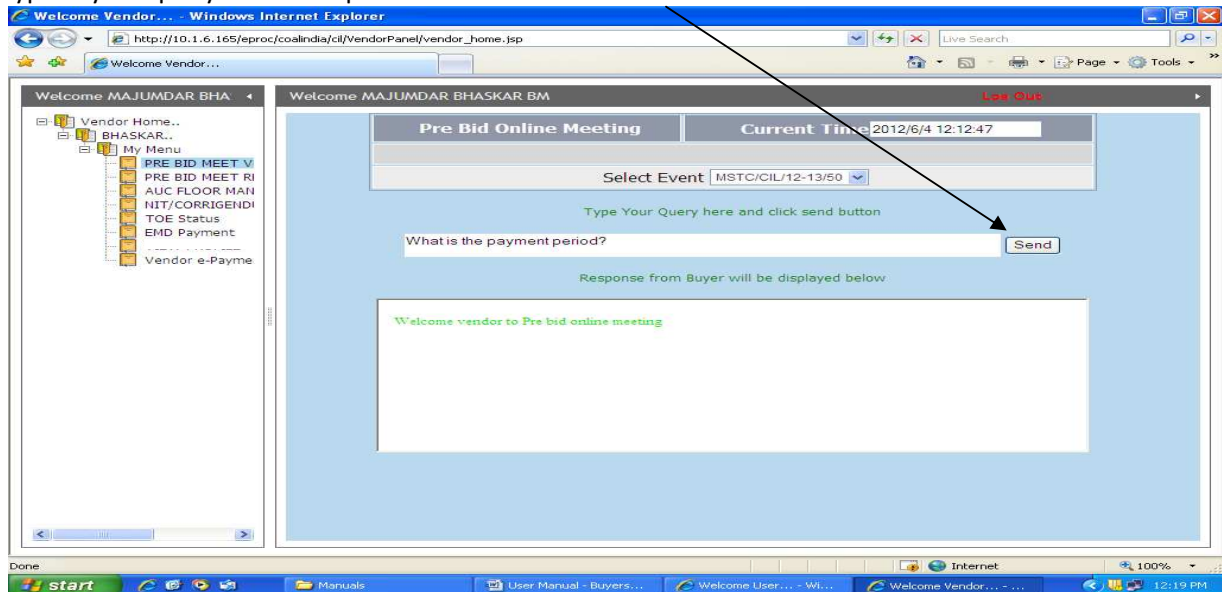 Welcome Vendor... - Windows Internet Explorer
http://10.1.6.165/eproc/coalindia/cil/VendorPanel/vendor_home.jsp
Live Search
Welcome Vendor...
Page
Tools
Welcome MAJUMDAR BHA
Welcome MAJUMDAR BHASKAR BM
Log Out
Vendor Home..
BHASKAR..
My Menu
PRE BID MEET V
PRE BID MEET RI
AUC FLOOR MAN
NIT/CORRIGENDU
TOE Status
EMD Payment
Vendor e-Payme
Pre Bid Online Meeting
Current Time 2012/6/4 12:12:47
Select Event MSTC/CIL/12-13/50
Type Your Query here and click send button
What is the payment period?
Send
Response from Buyer will be displayed below
Welcome vendor to Pre bid online meeting
Done
Internet
100%
start
Manuals
User Manual - Buyers...
Welcome User... - Wi...
Welcome Vendor... - ...
12:19 PM